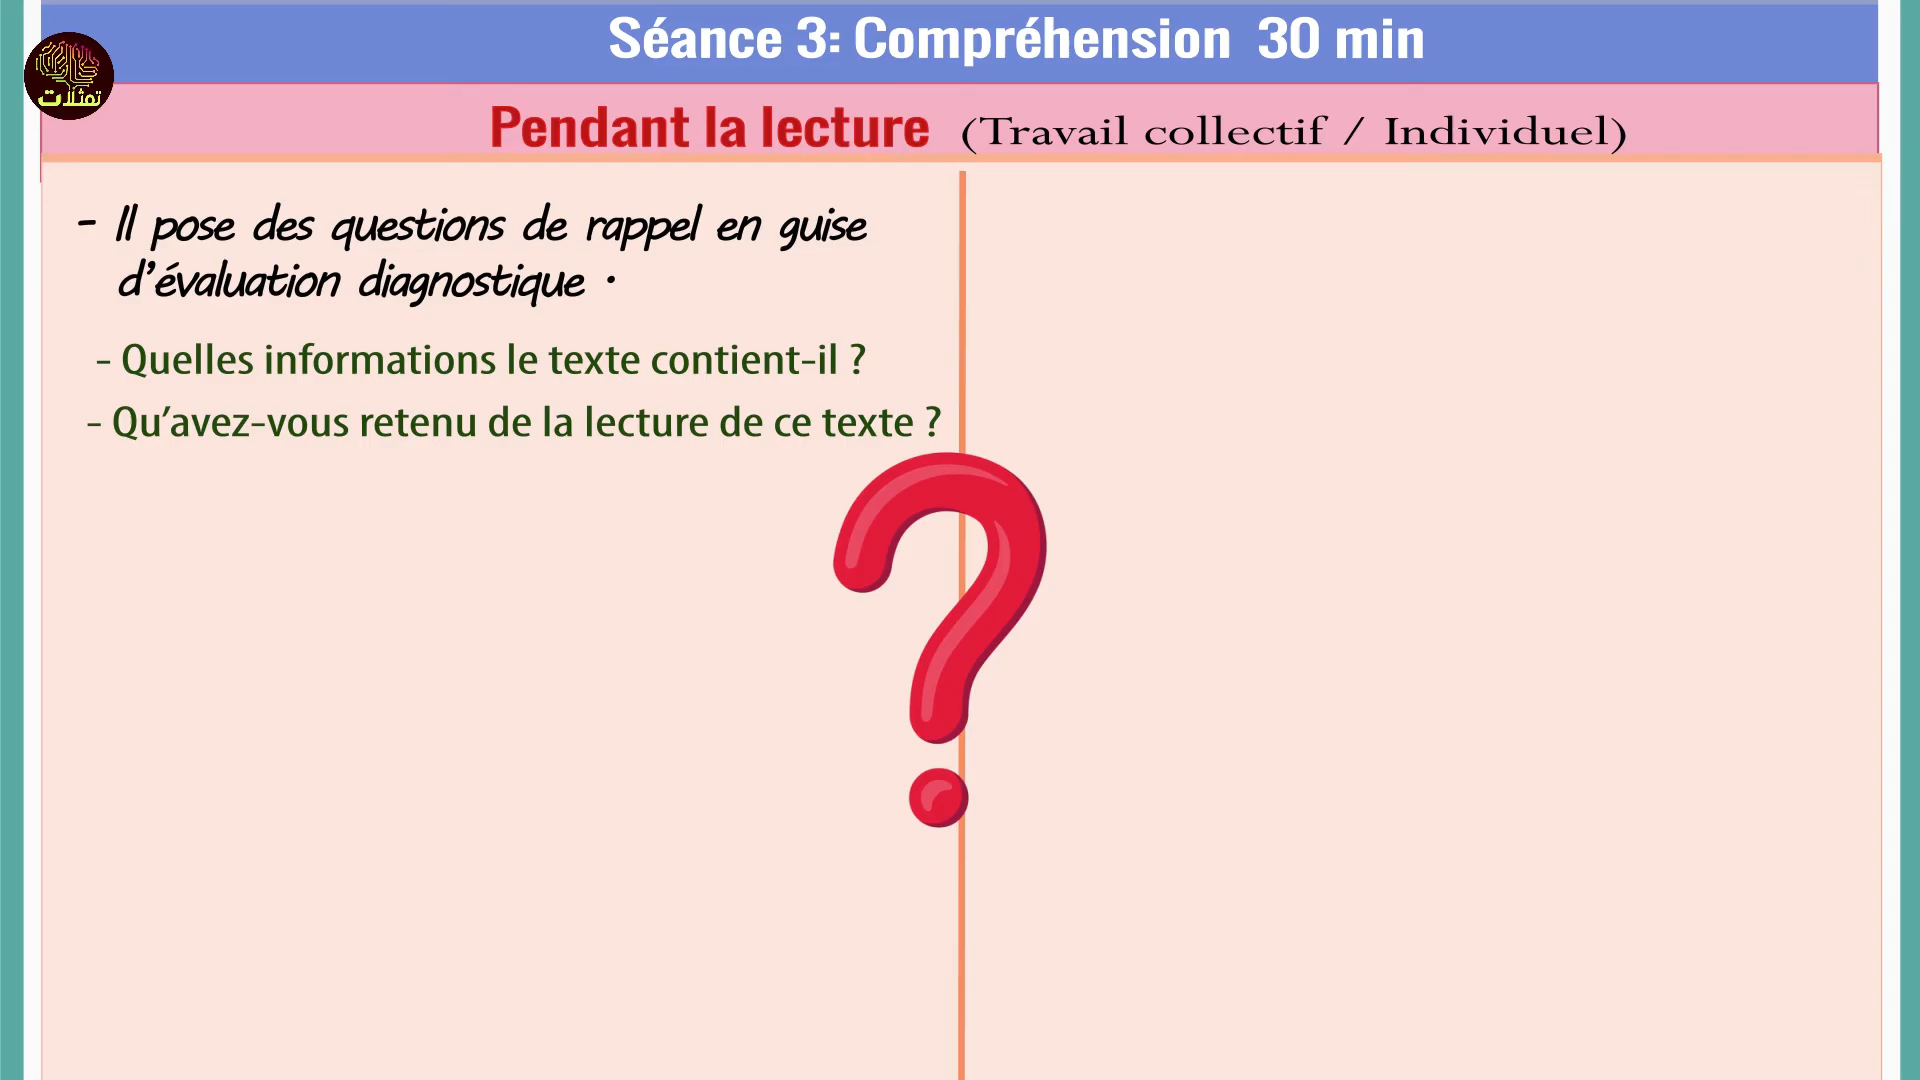 Séance 3: Compréhension 30 min
تمثلات
Pendant la lecture (Travail collectif / Individuel)
- Il pose des questions de rappel en guise
d'évaluation diagnostique .
- Quelles informations le texte contient-il ?
- Qu'avez-vous retenu de la lecture de ce texte ?